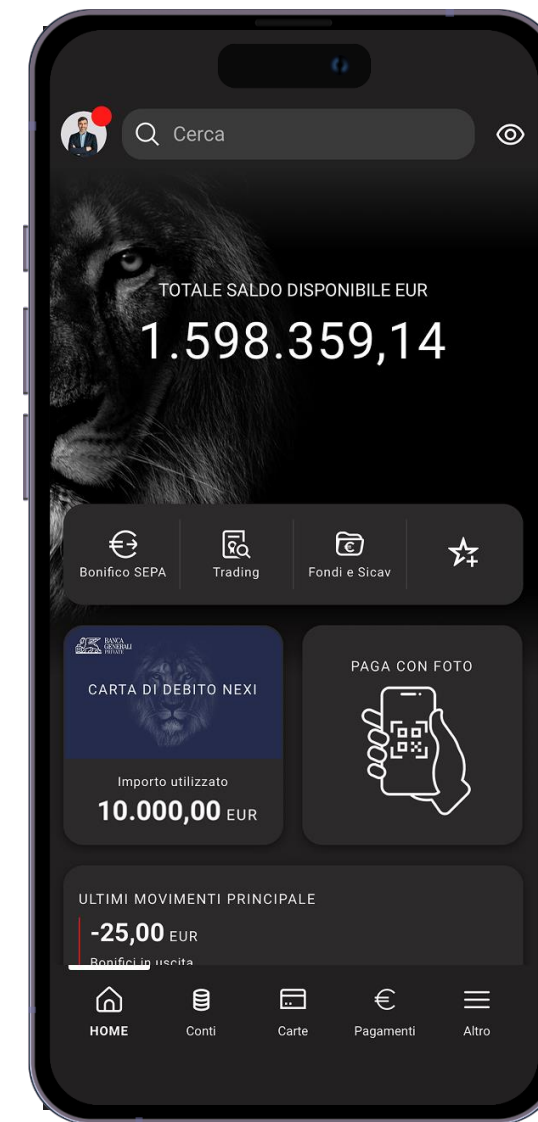 Cerca
TOTALE SALDO DISPONIBILE EUR
1.598.359,14
Bonifico SEPA
Trading
Fondi e Sicav
BANCA
GENERALI
PRIVATE
CARTA DI DEBITO NEXI
Importo utilizzato
10.000,00 EUR
PAGA CON FOTO
ULTIMI MOVIMENTI PRINCIPALE
-25,00 EUR
Bonifici in uscita
HOME
Conti
Carte
Pagamenti
Altro